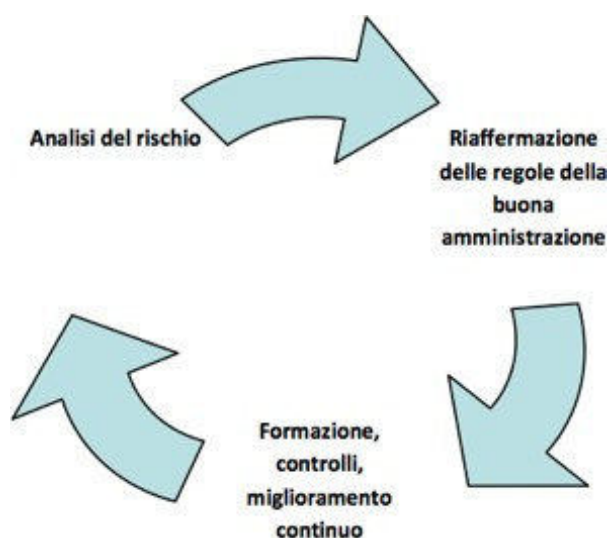 Analisi del rischio
Riaffermazione
delle regole della
buona
amministrazione
Formazione,
controlli,
miglioramento
continuo